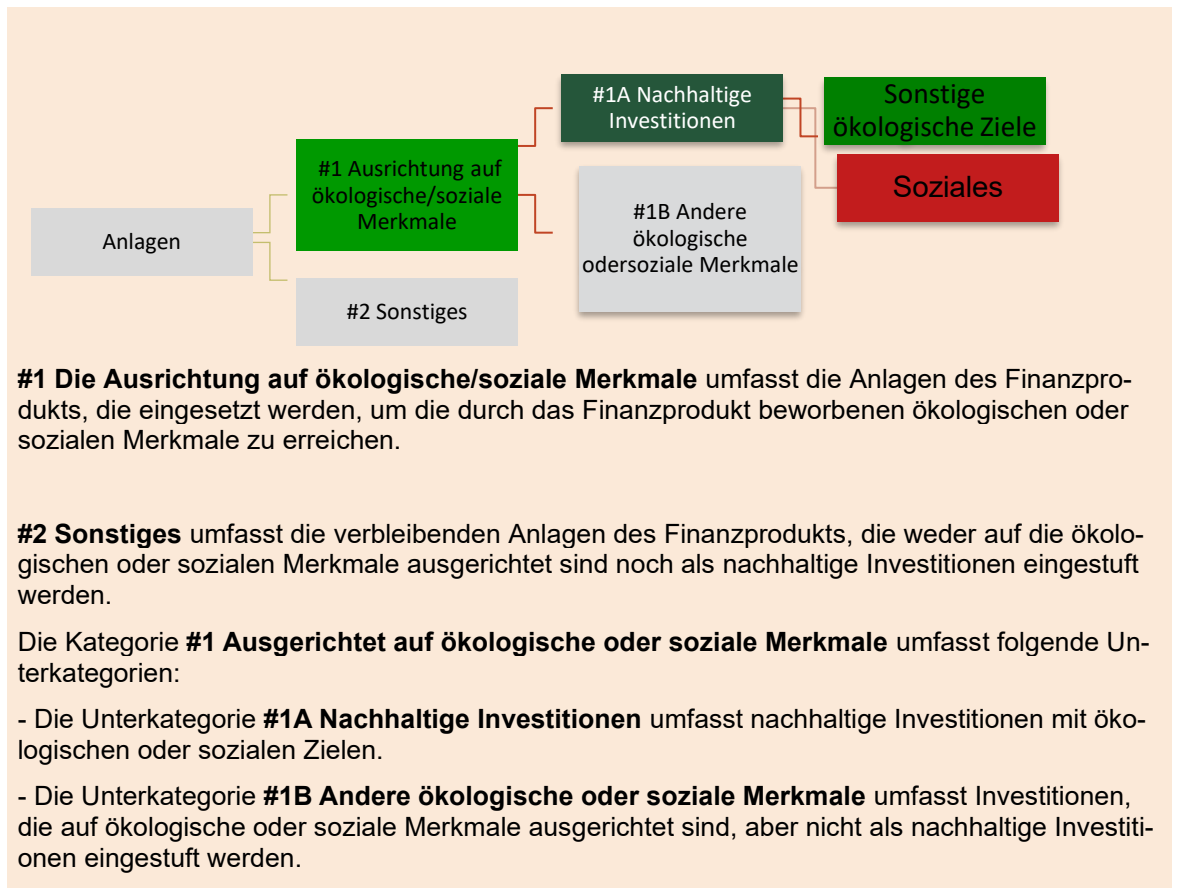 #1A Nachhaltige
Investitionen
Sonstige
ökologische Ziele
#1 Ausrichtung auf
ökologische/soziale
Merkmale
Soziales
Anlagen
#1B Andere
ökologische
odersoziale Merkmale
#2 Sonstiges
#1 Die Ausrichtung auf ökologische/soziale Merkmale umfasst die Anlagen des Finanzpro-
dukts, die eingesetzt werden, um die durch das Finanzprodukt beworbenen ökologischen oder
sozialen Merkmale zu erreichen.
#2 Sonstiges umfasst die verbleibenden Anlagen des Finanzprodukts, die weder auf die ökolo-
gischen oder sozialen Merkmale ausgerichtet sind noch als nachhaltige Investitionen eingestuft
werden.
Die Kategorie #1 Ausgerichtet auf ökologische oder soziale Merkmale umfasst folgende Un-
terkategorien:
- Die Unterkategorie #1A Nachhaltige Investitionen umfasst nachhaltige Investitionen mit öko-
logischen oder sozialen Zielen.
- Die Unterkategorie #1B Andere ökologische oder soziale Merkmale umfasst Investitionen,
die auf ökologische oder soziale Merkmale ausgerichtet sind, aber nicht als nachhaltige Investiti-
onen eingestuft werden.